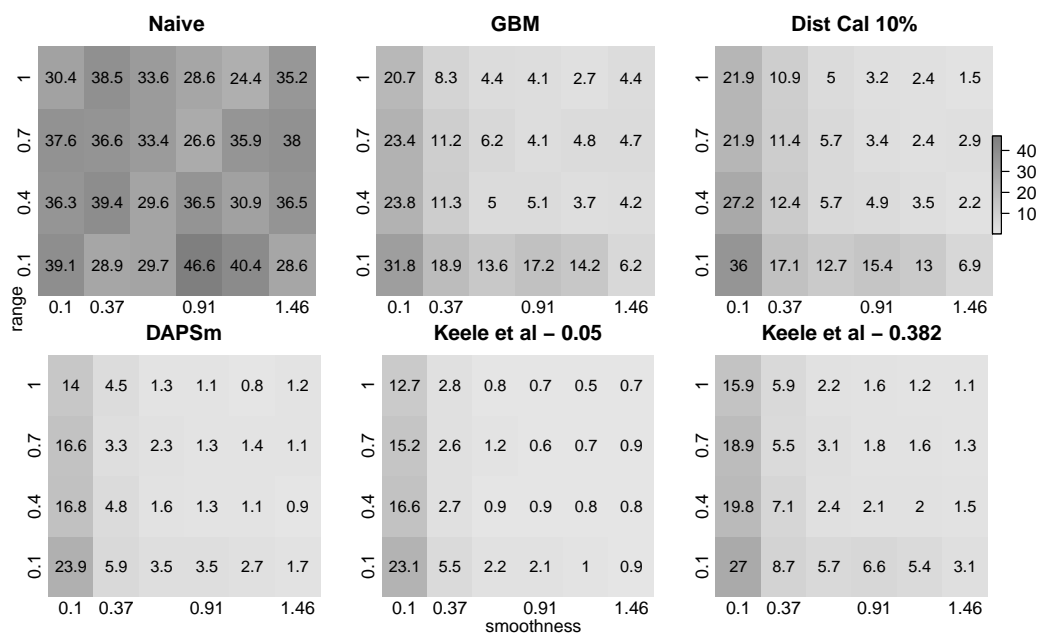 Naive GBM Dist Cal 10%
1 30.4 38.5 33.6 28.6 24.4 35.2 1 20.7 8.3 4.4 4.1 2.7 4.4 1 21.9 10.9 5 3.2 2.4 1.5
0.7 37.6 36.6 33.4 26.6 35.9 38 0.7 23.4 11.2 6.2 4.1 4.8 4.7 0.7 21.9 11.4 5.7 3.4 2.4 2.9 40
30
0.4 36.3 39.4 29.6 36.5 30.9 36.5 0.4 23.8 11.3 5 5.1 3.7 4.2 0.4 27.2 12.4 5.7 4.9 3.5 2.2 20
10
0.1 39.1 28.9 29.7 46.6 40.4 28.6 0.1 31.8 18.9 13.6 17.2 14.2 6.2 0.1 36 17.1 12.7 15.4 13 6.9
range 0.1 0.37 0.91 1.46 0.1 0.37 0.91 1.46 0.1 0.37 0.91 1.46
DAPSm Keele et al − 0.05 Keele et al − 0.382
1 14 4.5 1.3 1.1 0.8 1.2 1 12.7 2.8 0.8 0.7 0.5 0.7 1 15.9 5.9 2.2 1.6 1.2 1.1
0.7 16.6 3.3 2.3 1.3 1.4 1.1 0.7 15.2 2.6 1.2 0.6 0.7 0.9 0.7 18.9 5.5 3.1 1.8 1.6 1.3
0.4 16.8 4.8 1.6 1.3 1.1 0.9 0.4 16.6 2.7 0.9 0.9 0.8 0.8 0.4 19.8 7.1 2.4 2.1 2 1.5
0.1 23.9 5.9 3.5 3.5 2.7 1.7 0.1 23.1 5.5 2.2 2.1 1 0.9 0.1 27 8.7 5.7 6.6 5.4 3.1
0.1 0.37 0.91 1.46 0.1 0.37 0.91 1.46 0.1 0.37 0.91 1.46
smoothness